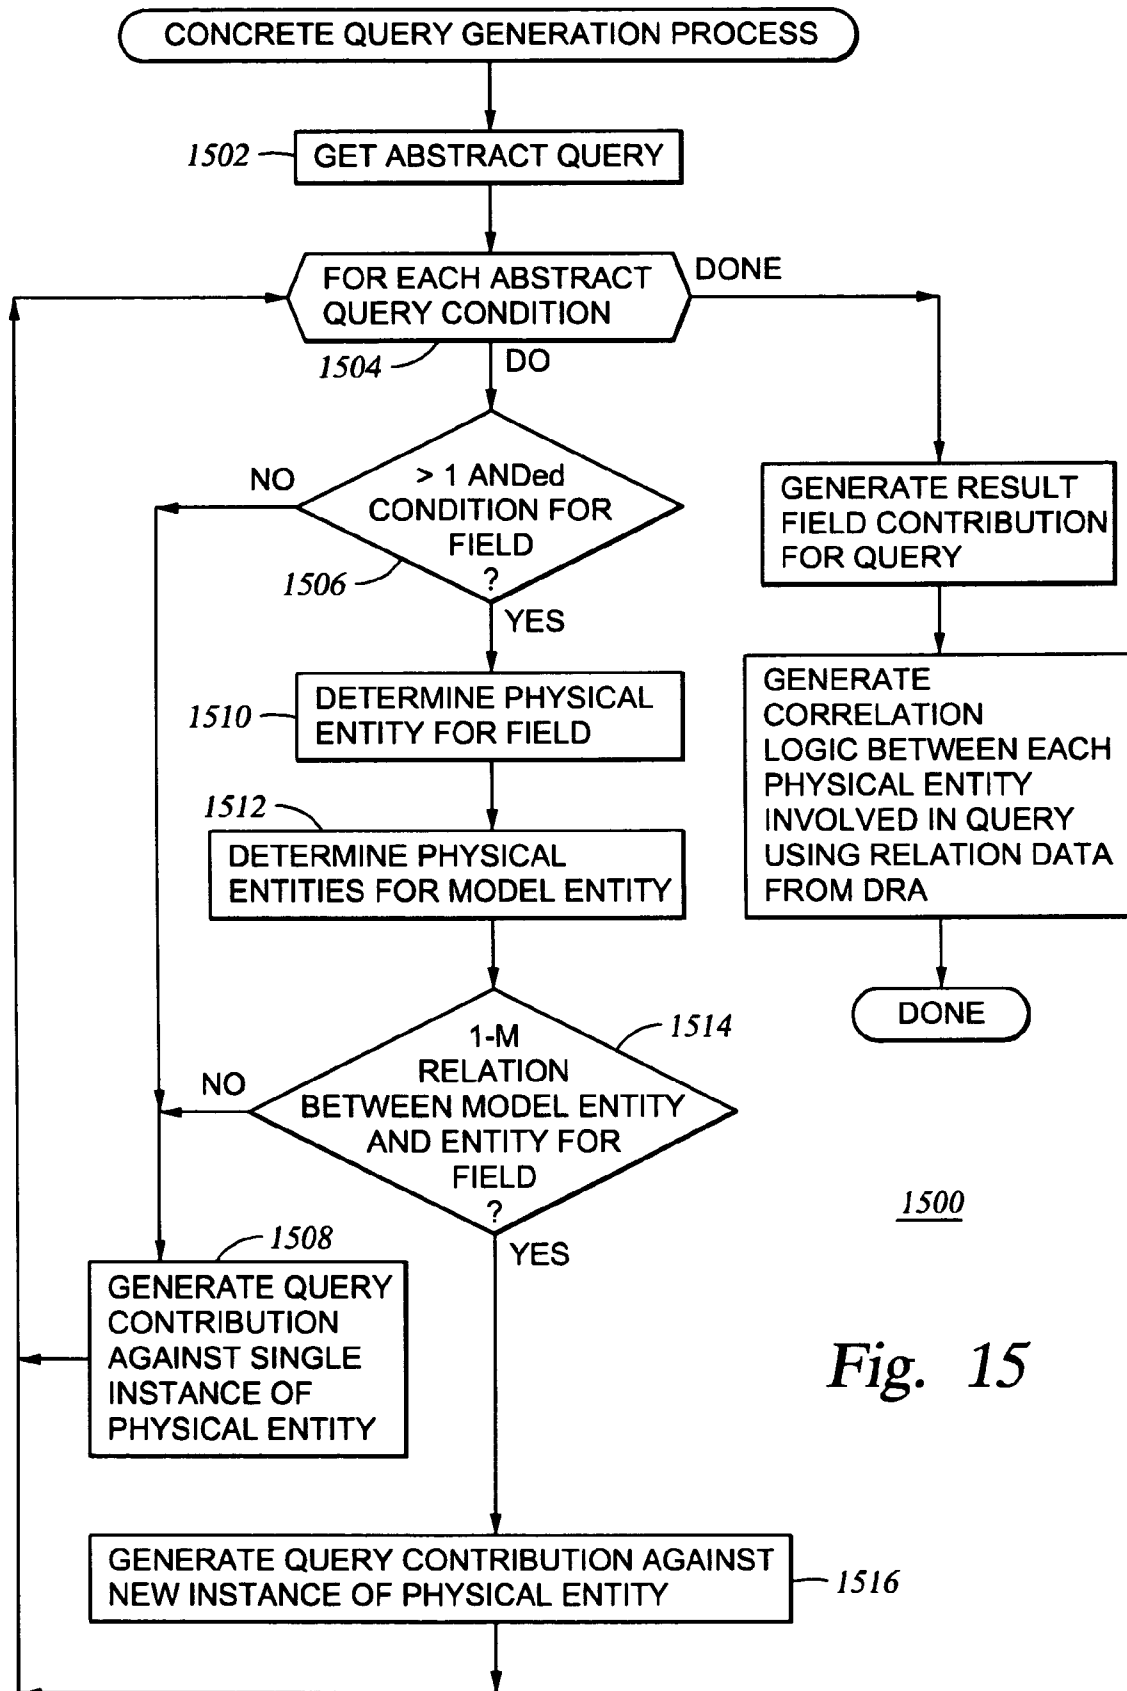 CONCRETE QUERY GENERATION PROCESS
1502
GET ABSTRACT QUERY
FOR EACH ABSTRACT
QUERY CONDITION
DONE
1504
DO
> 1 ANDed
CONDITION FOR
FIELD
?
NO
1506
YES
GENERATE RESULT
FIELD CONTRIBUTION
FOR QUERY
1510
DETERMINE PHYSICAL
ENTITY FOR FIELD
GENERATE
CORRELATION
LOGIC BETWEEN EACH
PHYSICAL ENTITY
INVOLVED IN QUERY
USING RELATION DATA
FROM DRA
1512
DETERMINE PHYSICAL
ENTITIES FOR MODEL ENTITY
DONE
1514
1-M
RELATION
BETWEEN MODEL ENTITY
AND ENTITY FOR
FIELD
?
NO
YES
1500
1508
GENERATE QUERY
CONTRIBUTION
AGAINST SINGLE
INSTANCE OF
PHYSICAL ENTITY
Fig. 15
GENERATE QUERY CONTRIBUTION AGAINST
NEW INSTANCE OF PHYSICAL ENTITY
1516